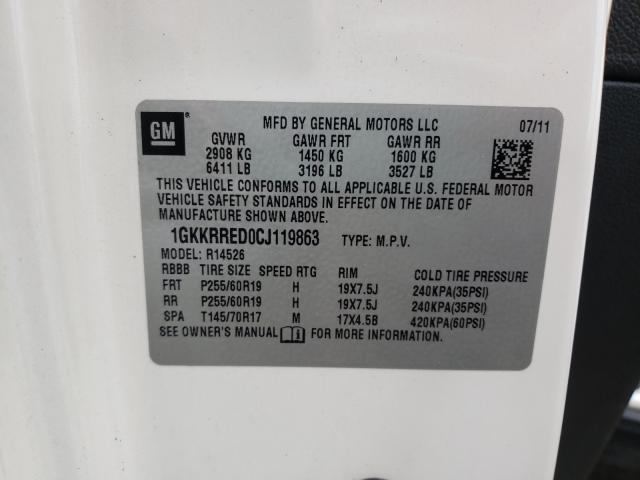 GM
MFD BY GENERAL MOTORS LLC 07/11
GVWR GAWR FRT GAWR RR
2908 KG 1450 KG 1600 KG
6411 LB 3196 LB 3527 LB
THIS VEHICLE CONFORMS TO ALL APPLICABLE U.S. FEDERAL MOTOR
VEHICLE SAFETY STANDARDS IN EFFECT ON THE DATE OF
MANUFACTURE SHOWN ABOVE.
1GKKRRED0CJ119863 TYPE: M.P.V.
MODEL: R14526
RBBB TIRE SIZE SPEED RTG RIM COLD TIRE PRESSURE
FRT P255/60R19 H 19X7.5J 240KPA(35PSI)
RR P255/60R19 H 19X7.5J 240KPA(35PSI)
SPA T145/70R17 M 17X4.5B 420KPA(60PSI)
SEE OWNER'S MANUAL FOR MORE INFORMATION.